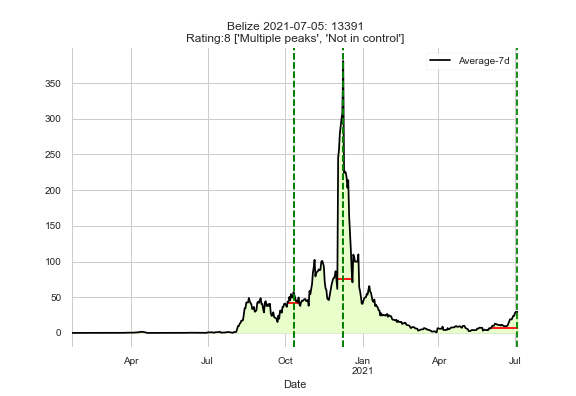 Belize 2021-07-05: 13391
Rating:8 ['Multiple peaks', 'Not in control']
Average-7d
350
300
250
200
150
100
50
0
Apr Jul Oct Jan Apr Jul
2021
Date